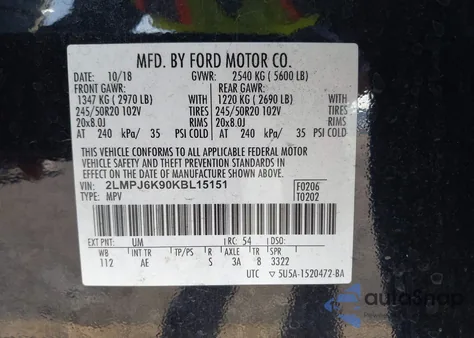 MFD. BY FORD MOTOR CO.
DATE: 10/18 GVWR: 2540 KG ( 5600 LB)
FRONT GAWR: REAR GAWR:
1347 KG ( 2970 LB) 1220 KG ( 2690 LB)
245/50R20 102V TIRES 245/50R20 102V TIRES
20x8.0J RIMS 20x8.0J RIMS
AT 240 kPa/ 35 PSI COLD AT 240 kPa/ 35 PSI COLD
THIS VEHICLE CONFORMS TO ALL APPLICABLE FEDERAL MOTOR
VEHICLE SAFETY AND THEFT PREVENTION STANDARDS IN
EFFECT ON THE DATE OF MANUFACTURE SHOWN ABOVE.
VIN: 2LMPJ6K90KBL15151 F0206
TYPE: MPV T0202
EXT PNT: UM RC: 54 DSO:
WB INT TR TP/PS R AXLE TR SPR
112 AE S 3A 8 3322
UTC ▽5U5A-1520472-BA
autoSnap